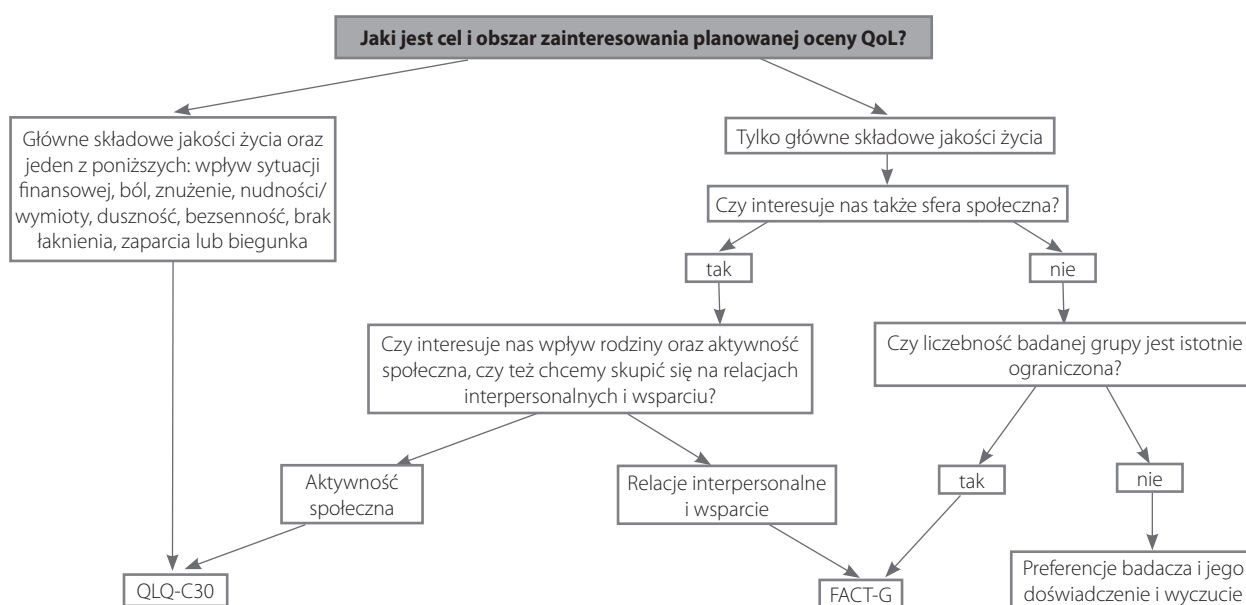 Jaki jest cel i obszar zainteresowania planowanej oceny QoL?
Główne składowe jakości życia oraz
jeden z poniższych: wpływ sytuacji
finansowej, ból, znużenie, nudności/
wymioty, duszność, bezsenność, brak
łaknienia, zaparcia lub biegunka
Tylko główne składowe jakości życia
Czy interesuje nas także sfera społeczna?
tak
nie
Czy interesuje nas wpływ rodziny oraz aktywność
społeczna, czy też chcemy skupić się na relacjach
interpersonalnych i wsparciu?
Czy liczebność badanej grupy jest istotnie
ograniczona?
Aktywność
społeczna
Relacje interpersonalne
i wsparcie
tak
nie
QLQ-C30
FACT-G
Preferencje badacza i jego
doświadczenie i wyczucie